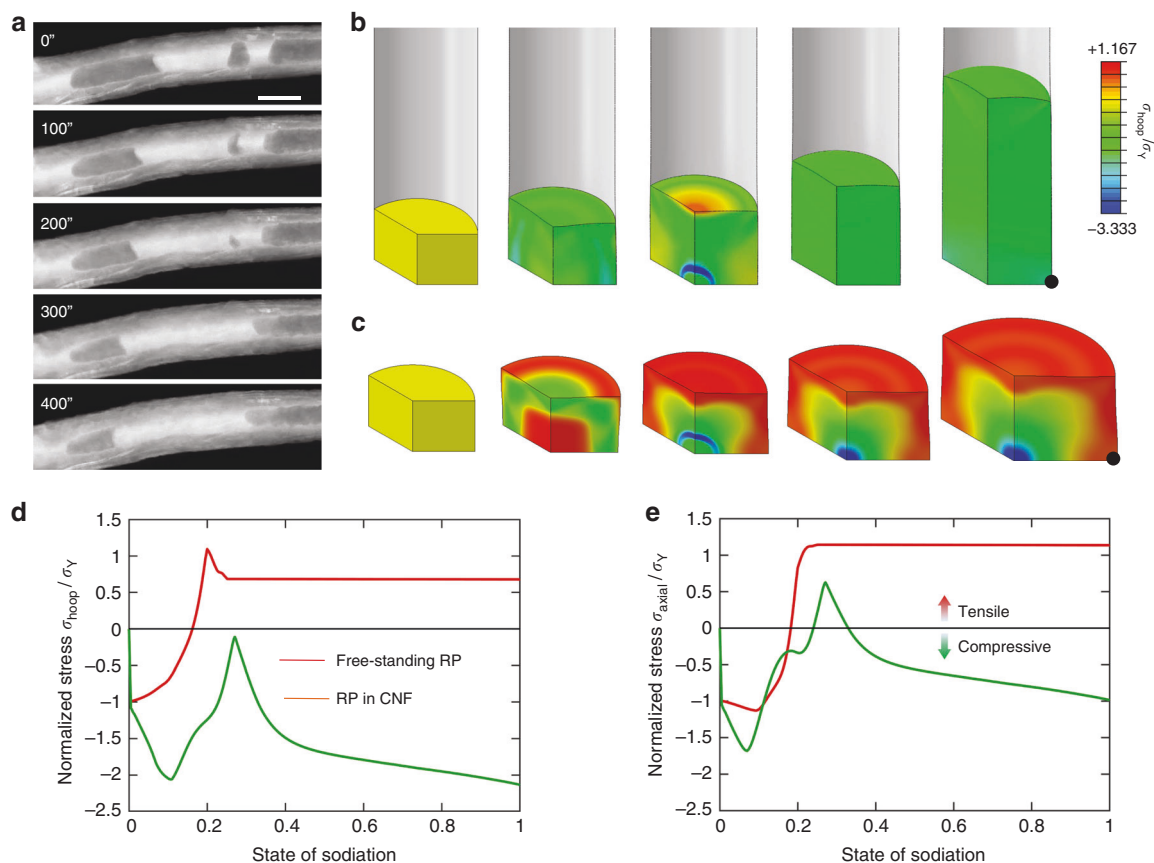 a
0”
100”
200”
300”
400”
b
+1.167
σhoop/σY
−3.333
c
d
Normalized stress σhoop / σY
1.5
1
0.5
0
−0.5
−1
−1.5
−2
−2.5
Free-standing RP
RP in CNF
0 0.2 0.4 0.6 0.8 1
State of sodiation
e
Normalized stress σaxial / σY
1.5
1
0.5
0
−0.5
−1
−1.5
−2
−2.5
Tensile
Compressive
0 0.2 0.4 0.6 0.8 1
State of sodiation